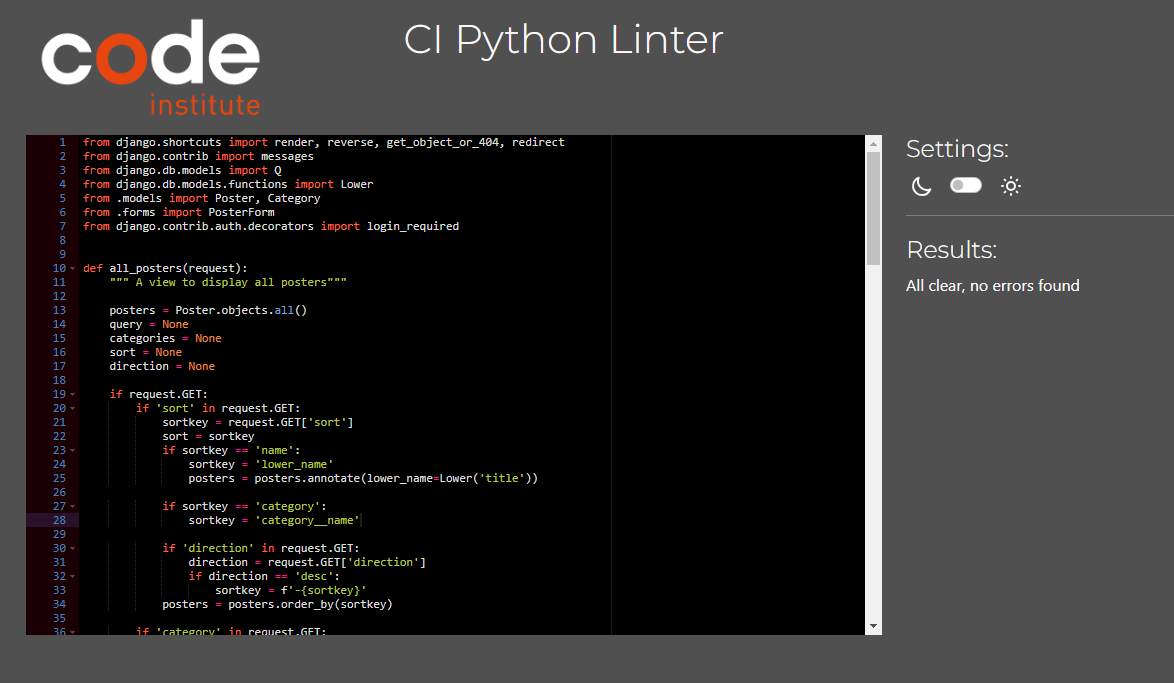 code
institute
CI Python Linter
1 from django.shortcuts import render, reverse, get_object_or_404, redirect
2 from django.contrib import messages
3 from django.db.models import Q
4 from django.db.models.functions import Lower
5 from .models import Poster, Category
6 from .forms import PosterForm
7 from django.contrib.auth.decorators import login_required
8
9
10 def all_posters(request):
11     """ A view to display all posters"""
12
13     posters = Poster.objects.all()
14     query = None
15     categories = None
16     sort = None
17     direction = None
18
19     if request.GET:
20         if 'sort' in request.GET:
21             sortkey = request.GET['sort']
22             sort = sortkey
23             if sortkey == 'name':
24                 sortkey = 'lower_name'
25                 posters = posters.annotate(lower_name=Lower('title'))
26
27             if sortkey == 'category':
28                 sortkey = 'category__name'
29
30             if 'direction' in request.GET:
31                 direction = request.GET['direction']
32                 if direction == 'desc':
33                     sortkey = f'-{sortkey}'
34             posters = posters.order_by(sortkey)
35
36         if 'category' in request.GET:
Settings:
Results:
All clear, no errors found